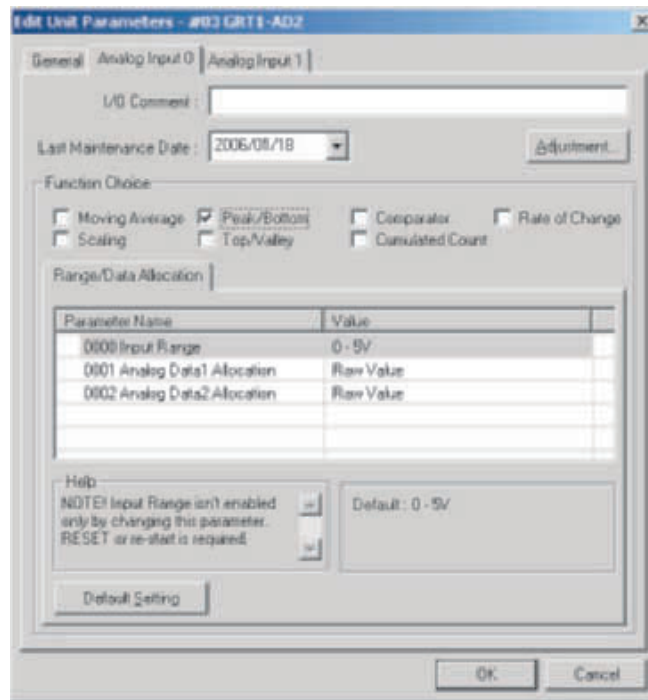 Edit Unit Parameters - #03 GRT1-AD2
General Analog Input 0 Analog Input 1
I/O Comment :
Last Maintenance Date : 2006/01/18 Adjustment...
Function Choice
Moving Average Peak/Bottom Comparator Rate of Change
Scaling Top/Valley Cumulated Count
Range/Data Allocation
Parameter Name Value
0000 Input Range 0 - 5V
0001 Analog Data1 Allocation Raw Value
0002 Analog Data2 Allocation Raw Value
Help
NOTE! Input Range isn't enabled
only by changing this parameter.
RESET or re-start is required.
Default : 0 - 5V
Default Setting
OK Cancel